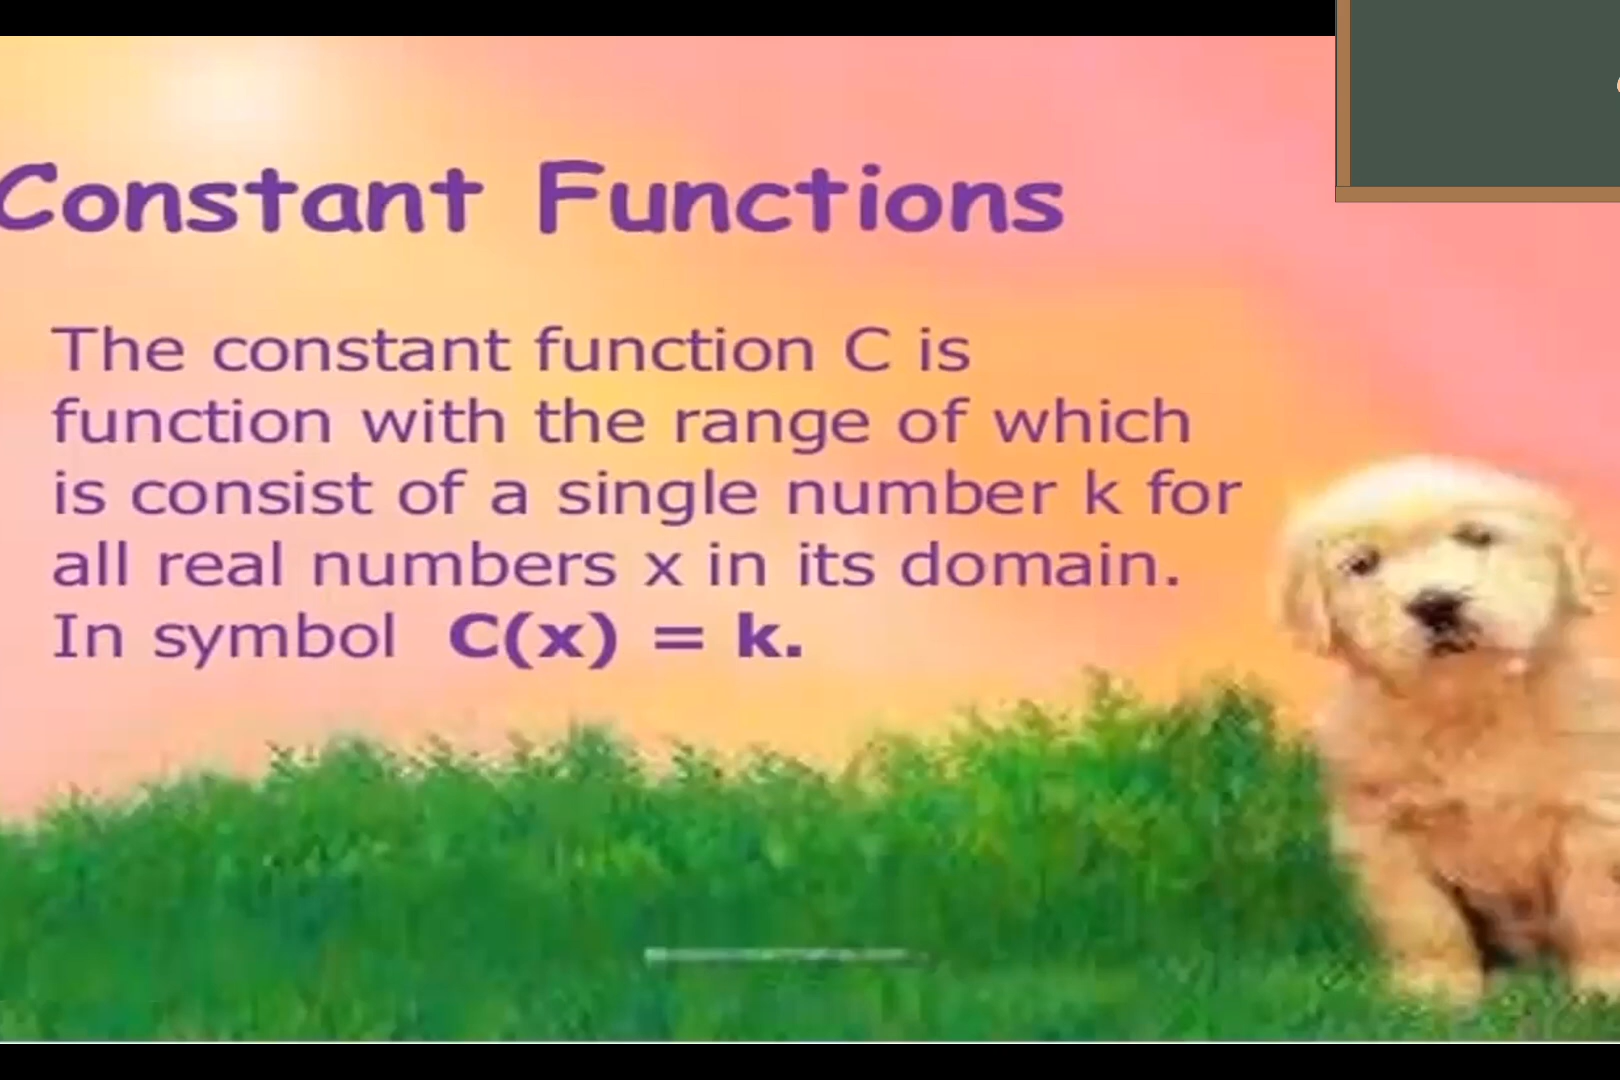 Constant Functions
The constant function C is
function with the range of which
is consist of a single number k for
all real numbers x in its domain.
In symbol C(x) = k.